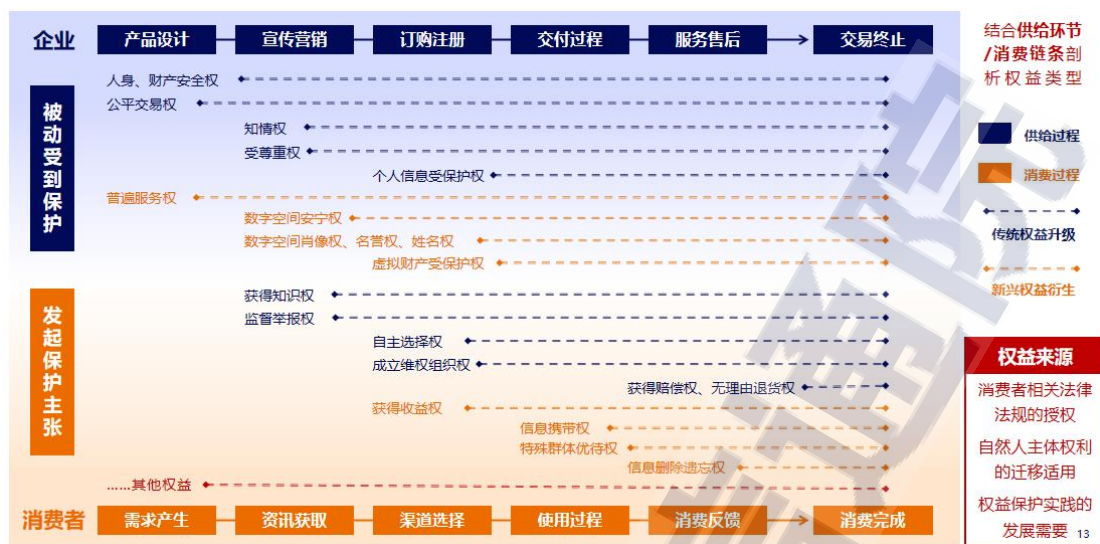 企业
产品设计
宣传营销
订购注册
交付过程
服务售后
交易终止
被动受到保护
人身、财产安全权
公平交易权
知情权
受尊重权
个人信息受保护权
普遍服务权
数字空间安宁权
数字空间肖像权、名誉权、姓名权
虚拟财产受保护权
发起保护主张
获得知识权
监督举报权
自主选择权
成立维权组织权
获得赔偿权、无理由退货权
获得收益权
信息携带权
特殊群体优待权
信息删除遗忘权
……其他权益
消费者
需求产生
资讯获取
渠道选择
使用过程
消费反馈
消费完成
结合供给环节
/消费链条剖
析权益类型
供给过程
消费过程
传统权益升级
新兴权益衍生
权益来源
消费者相关法律
法规的授权
自然人主体权利
的迁移适用
权益保护实践的
发展需要
13